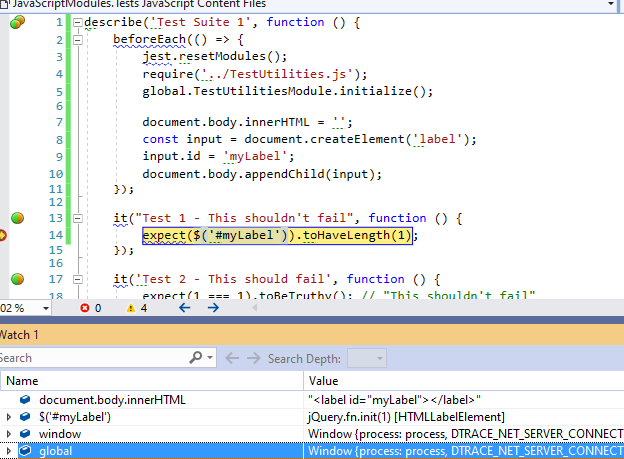 JavaScriptModules.Tests JavaScript Content Files
1 describe('Test Suite 1', function () {
2 beforeEach(() => {
3 jest.resetModules();
4 require('../TestUtilities.js');
5 global.TestUtilitiesModule.initialize();
6
7 document.body.innerHTML = '';
8 const input = document.createElement('label');
9 input.id = 'myLabel';
10 document.body.appendChild(input);
11 });
12
13 it("Test 1 - This shouldn't fail", function () {
14 expect($('#myLabel')).toHaveLength(1);
15 });
16
17 it('Test 2 - This should fail', function () {
18 expect(1 === 1).toBeTruthy(); // "This shouldn't fail"
02 % 0 4
Watch 1
Search Search Depth:
Name Value
document.body.innerHTML "<label id="myLabel"></label>"
$('#myLabel') jQuery.fn.init(1) [HTMLLabelElement]
window Window {process: process, DTRACE_NET_SERVER_CONNECT
global Window {process: process, DTRACE_NET_SERVER_CONNECT